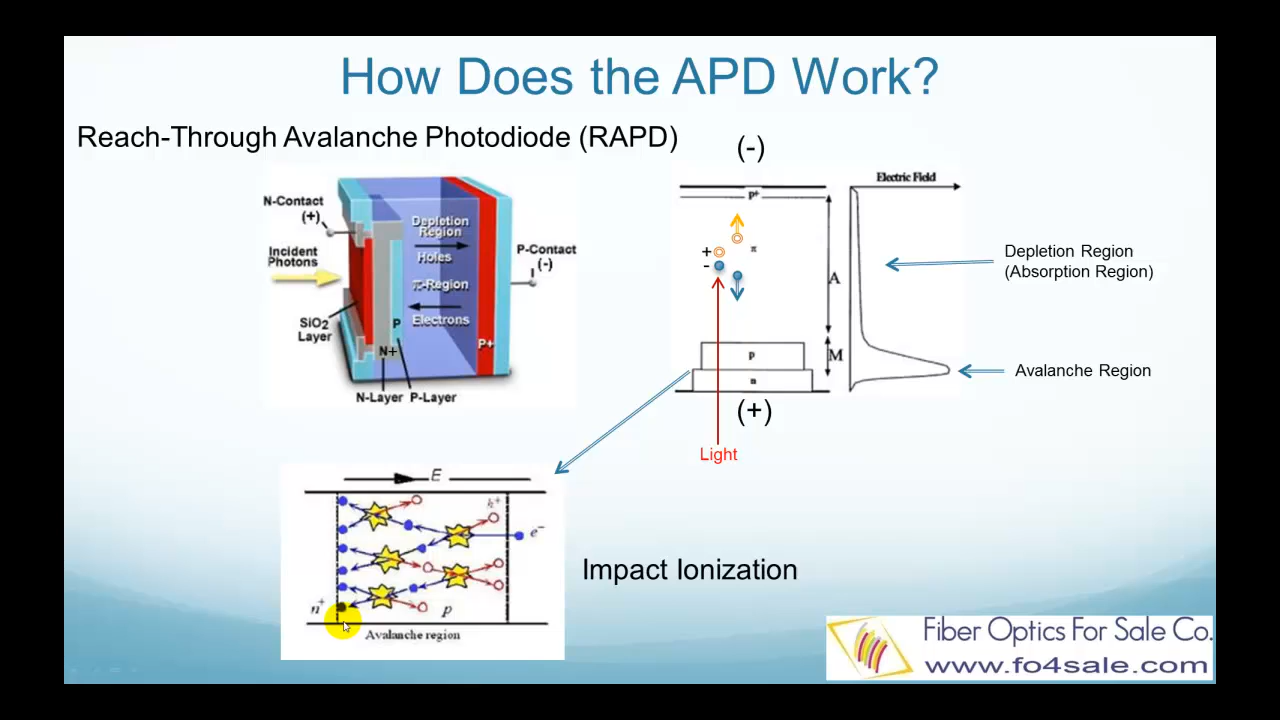 How Does the APD Work?
Reach-Through Avalanche Photodiode (RAPD)
N-Contact
(+)
Incident
Photons
SiO2
Layer
Depletion
Region
Holes
π-Region
Electrons
P
N+
P+
P-Contact
(-)
N-Layer P-Layer
(-)
p+
+
-
π
A
M
p
n
(+)
Light
Electric Field
Depletion Region
(Absorption Region)
Avalanche Region
E
h+
e−
n+
p
Avalanche region
Impact Ionization
Fiber Optics For Sale Co.
www.fo4sale.com